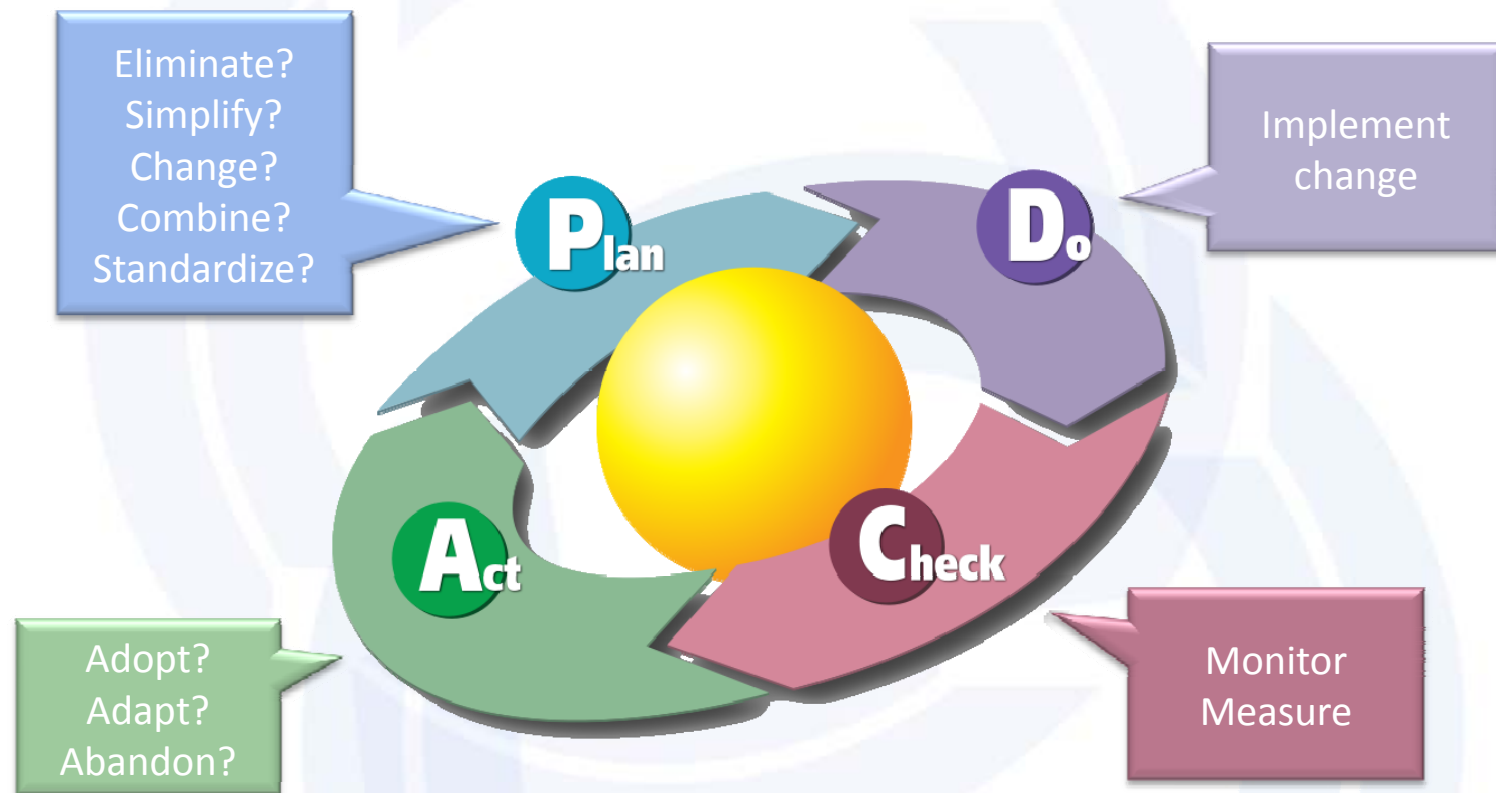 Eliminate?
Simplify?
Change?
Combine?
Standardize?
Plan
Do
Implement
change
Act
Check
Adopt?
Adapt?
Abandon?
Monitor
Measure